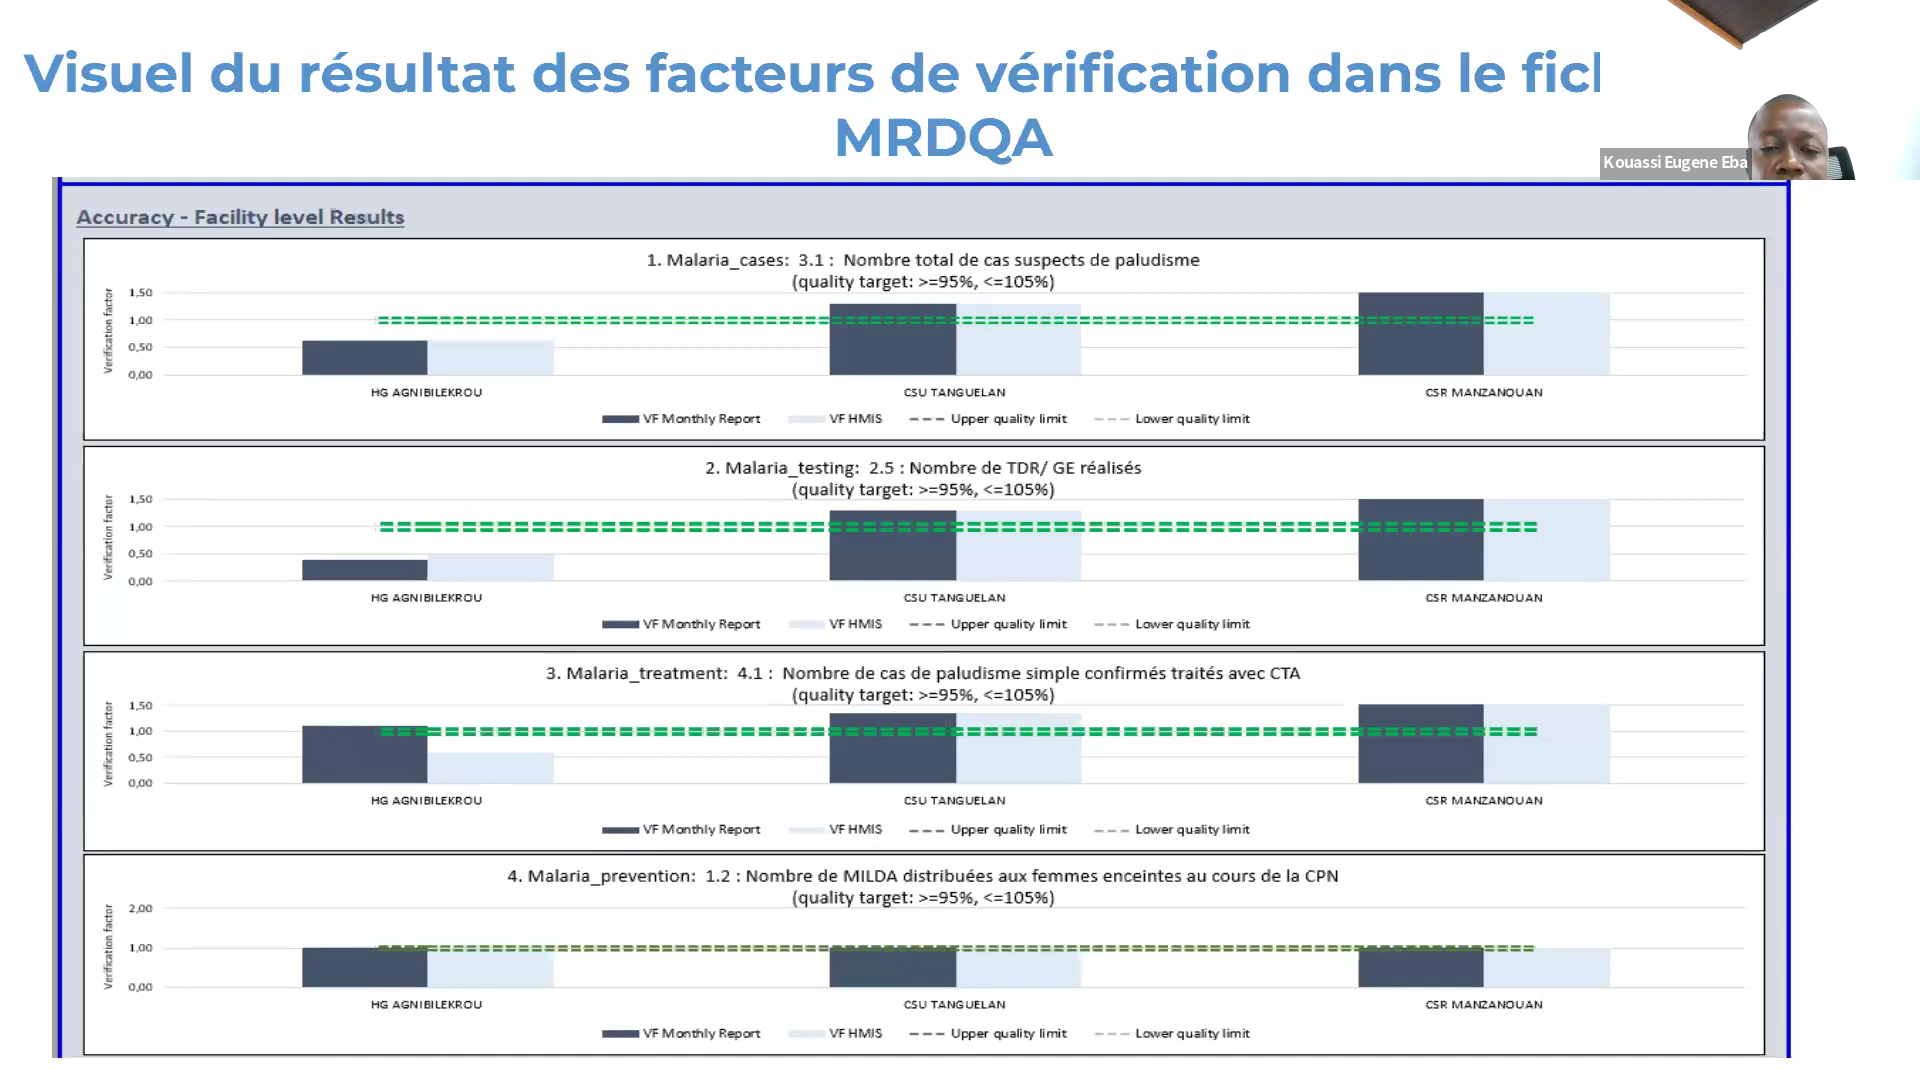 Visuel du résultat des facteurs de vérification dans le
MRDQA
Kouassi Eugene Eba
Accuracy - Facility level Results
1. Malaria_cases: 3.1 : Nombre total de cas suspects de paludisme
(quality target: >=95%, <=105%)
Verification factor
1,50
1,00
0,50
0,00
HG AGNIBILEKROU
CSU TANGUELAN
CSR MANZANOUAN
VF Monthly Report VF HMIS Upper quality limit Lower quality limit
2. Malaria_testing: 2.5 : Nombre de TDR/ GE réalisés
(quality target: >=95%, <=105%)
Verification factor
1,50
1,00
0,50
0,00
HG AGNIBILEKROU
CSU TANGUELAN
CSR MANZANOUAN
VF Monthly Report VF HMIS Upper quality limit Lower quality limit
3. Malaria_treatment: 4.1 : Nombre de cas de paludisme simple confirmés traités avec CTA
(quality target: >=95%, <=105%)
Verification factor
1,50
1,00
0,50
0,00
HG AGNIBILEKROU
CSU TANGUELAN
CSR MANZANOUAN
VF Monthly Report VF HMIS Upper quality limit Lower quality limit
4. Malaria_prevention: 1.2 : Nombre de MILDA distribuées aux femmes enceintes au cours de la CPN
(quality target: >=95%, <=105%)
Verification factor
2,00
1,00
0,00
HG AGNIBILEKROU
CSU TANGUELAN
CSR MANZANOUAN
VF Monthly Report VF HMIS Upper quality limit Lower quality limit